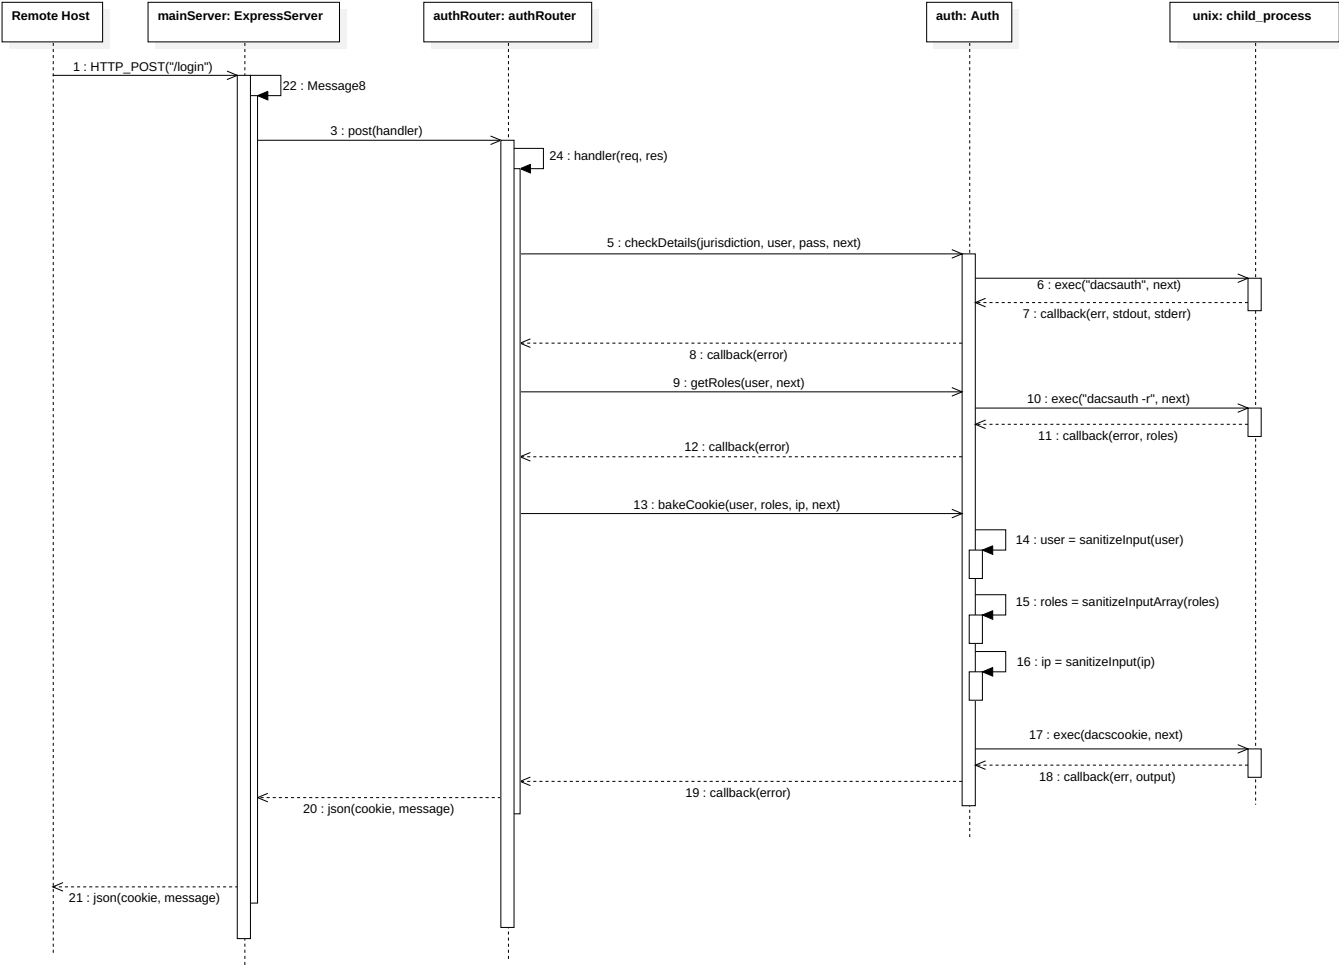 Remote Host
mainServer: ExpressServer
authRouter: authRouter
auth: Auth
unix: child_process
1 : HTTP_POST("/login")
22 : Message8
3 : post(handler)
24 : handler(req, res)
5 : checkDetails(jurisdiction, user, pass, next)
6 : exec("dacsauth", next)
7 : callback(err, stdout, stderr)
8 : callback(error)
9 : getRoles(user, next)
10 : exec("dacsauth -r", next)
11 : callback(error, roles)
12 : callback(error)
13 : bakeCookie(user, roles, ip, next)
14 : user = sanitizeInput(user)
15 : roles = sanitizeInputArray(roles)
16 : ip = sanitizeInput(ip)
17 : exec(dacscookie, next)
18 : callback(err, output)
19 : callback(error)
20 : json(cookie, message)
21 : json(cookie, message)